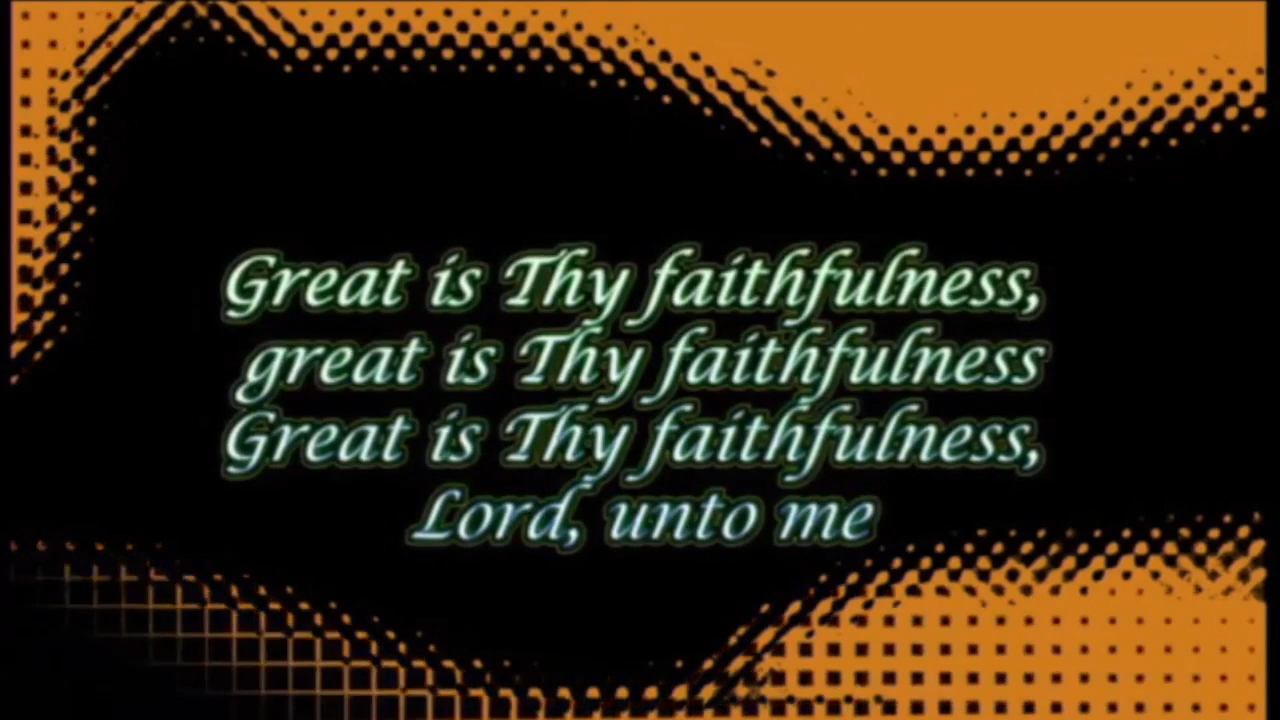 Great is Thy faithfulness,
great is Thy faithfulness
Great is Thy faithfulness,
Lord, unto me